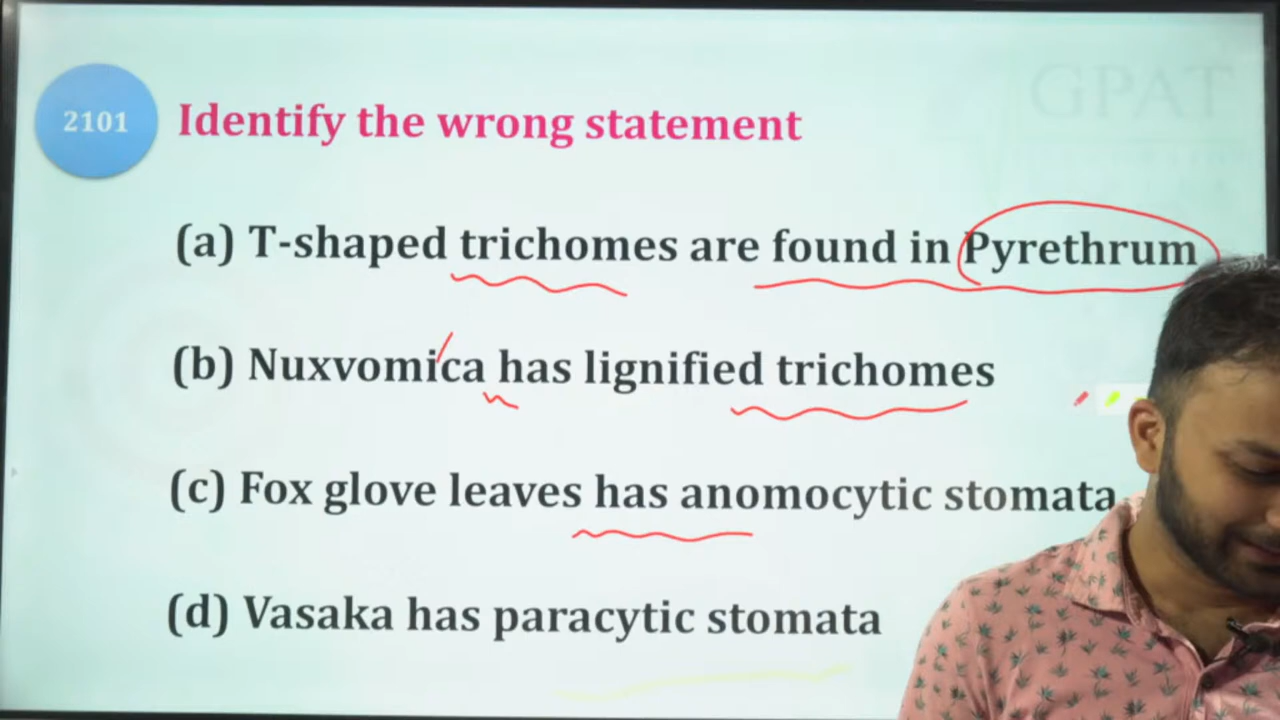 GPAT
2101
Identify the wrong statement
(a) T-shaped trichomes are found in Pyrethrum
(b) Nuxvomica has lignified trichomes
(c) Fox glove leaves has anomocytic stomata
(d) Vasaka has paracytic stomata